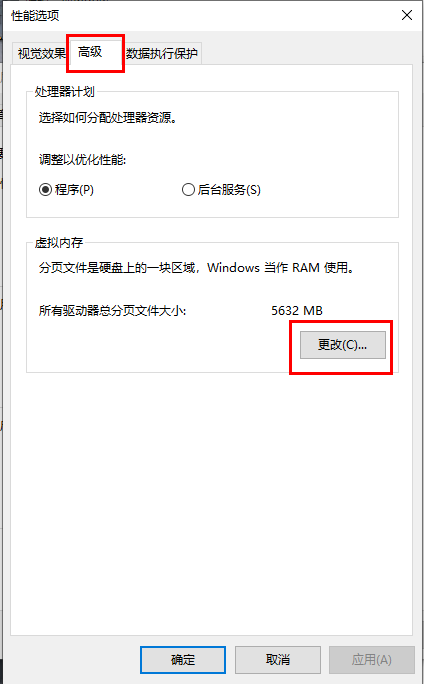 性能选项
视觉效果
高级
数据执行保护
处理器计划
选择如何分配处理器资源。
调整以优化性能:
程序(P)
后台服务(S)
虚拟内存
分页文件是硬盘上的一块区域，Windows 当作 RAM 使用。
所有驱动器总分页文件大小:
5632 MB
更改(C)...
确定
取消
应用(A)